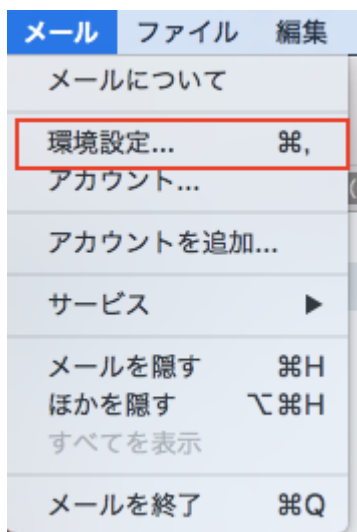 メール ファイル 編集
メールについて
環境設定... ⌘,
アカウント...
アカウントを追加...
サービス ▶
メールを隠す ⌘H
ほかを隠す ⌥⌘H
すべてを表示
メールを終了 ⌘Q